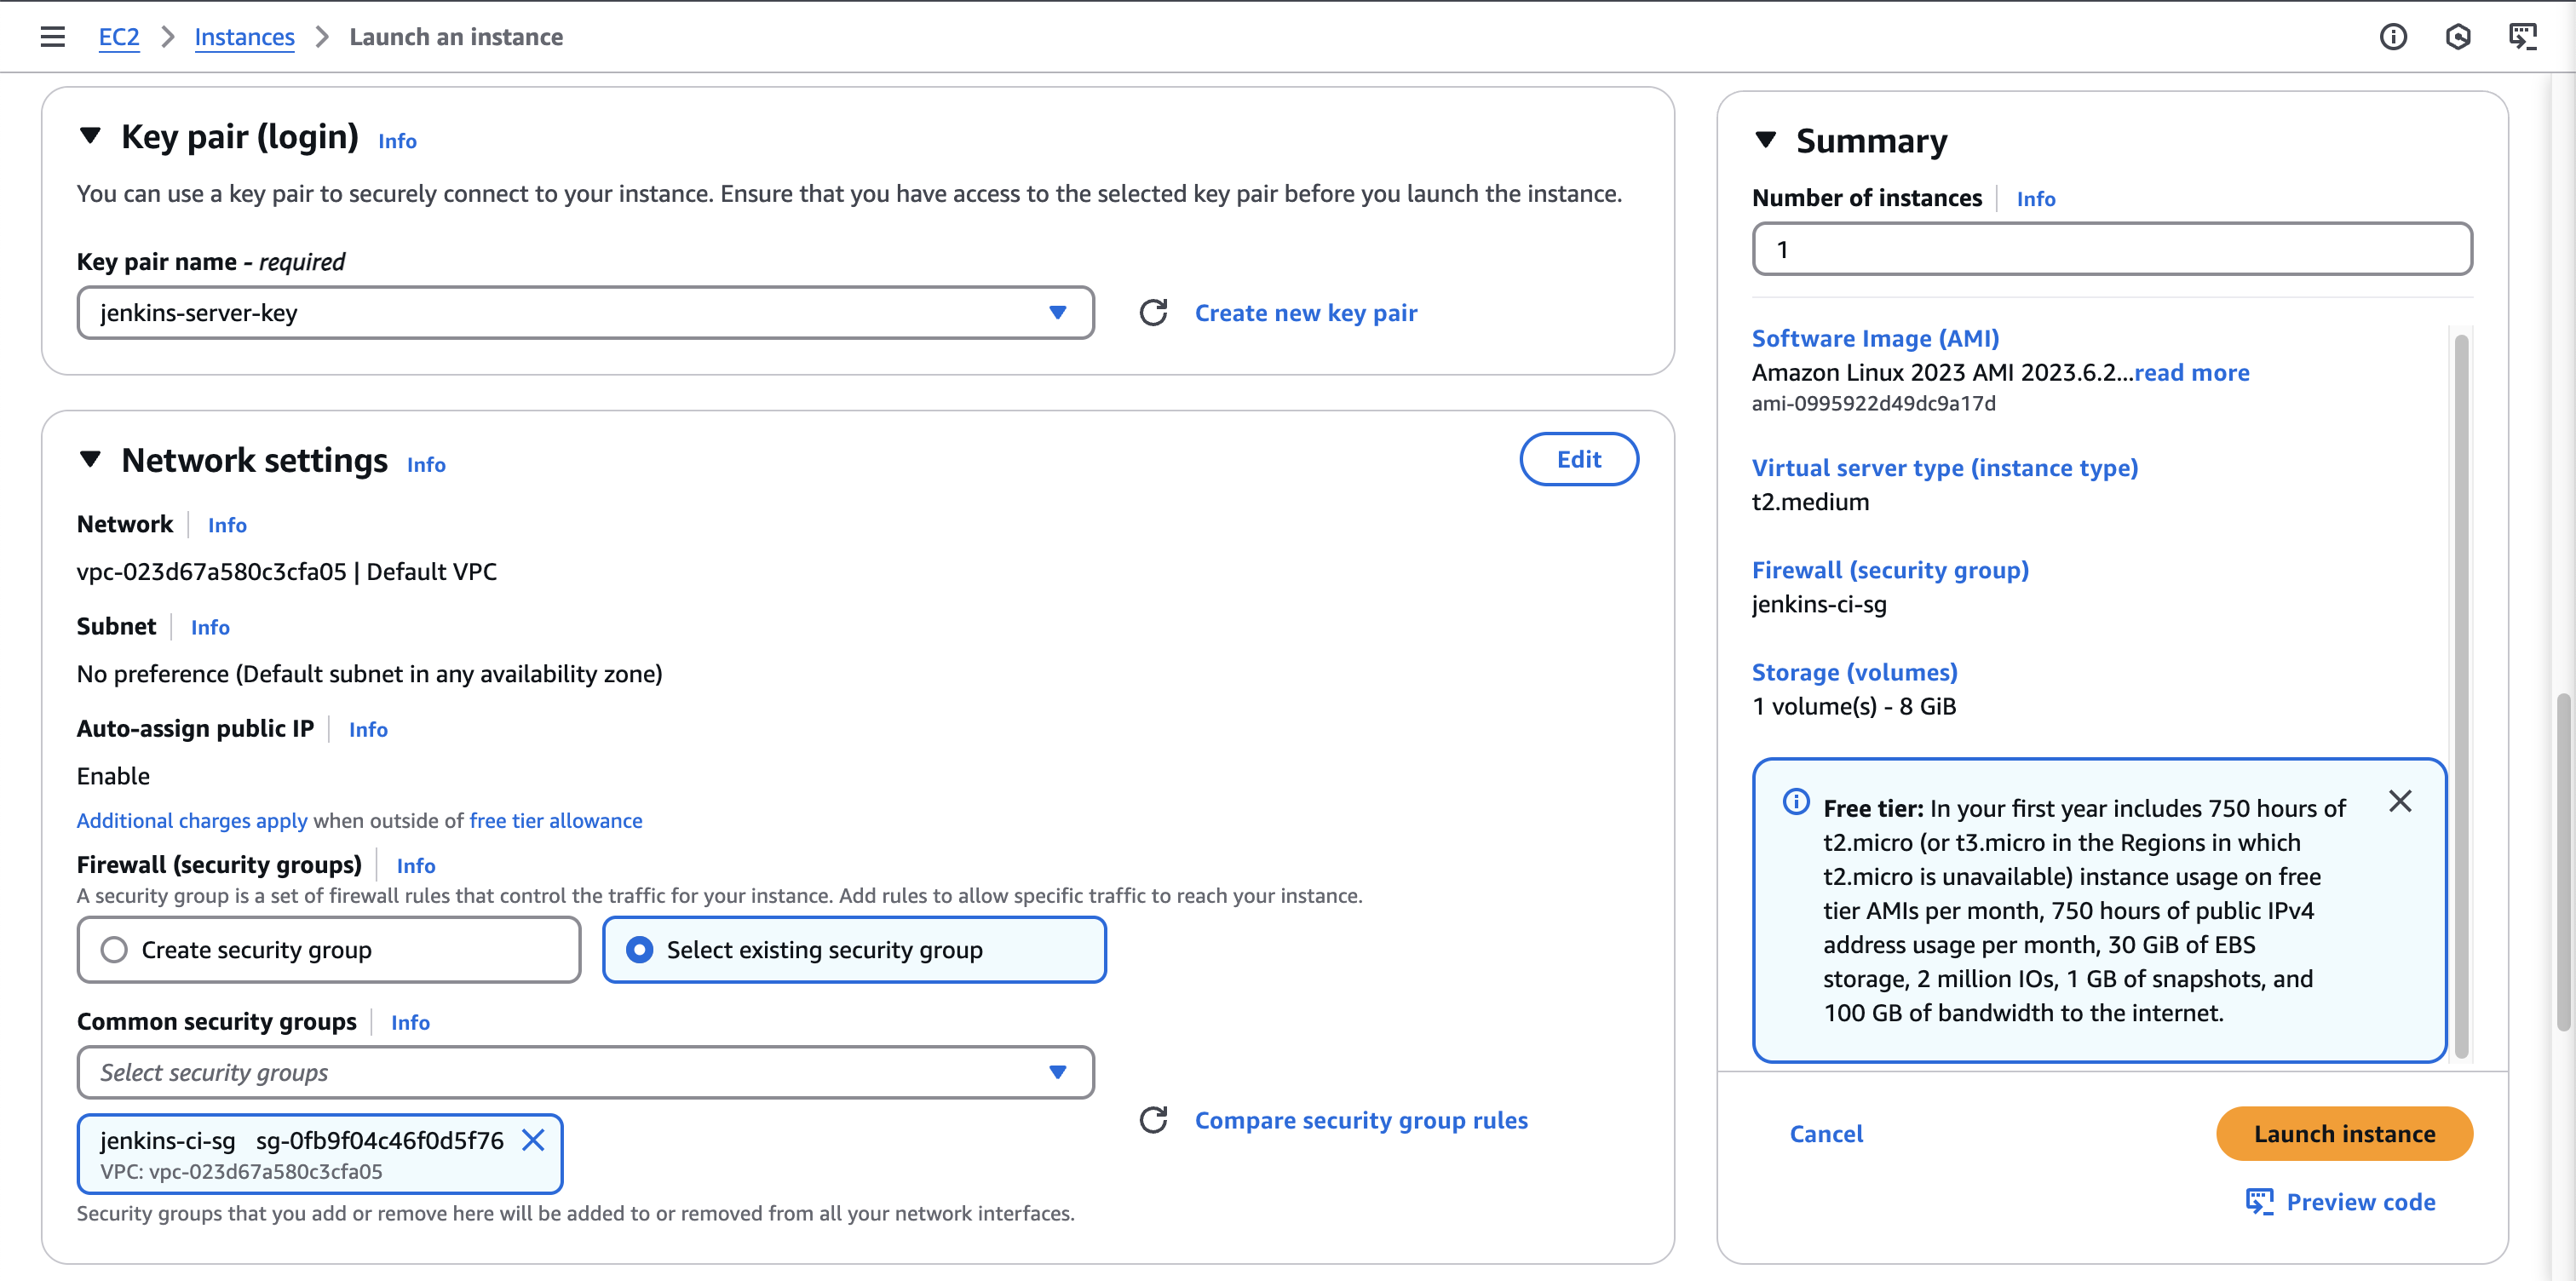 EC2 Instances Launch an instance
Key pair (login) Info
You can use a key pair to securely connect to your instance. Ensure that you have access to the selected key pair before you launch the instance.
Key pair name - required
jenkins-server-key
Create new key pair
Network settings Info
Edit
Network Info
vpc-023d67a580c3cfa05 | Default VPC
Subnet Info
No preference (Default subnet in any availability zone)
Auto-assign public IP Info
Enable
Additional charges apply when outside of free tier allowance
Firewall (security groups) Info
A security group is a set of firewall rules that control the traffic for your instance. Add rules to allow specific traffic to reach your instance.
Create security group
Select existing security group
Common security groups Info
Select security groups
jenkins-ci-sg sg-0fb9f04c46f0d5f76
VPC: vpc-023d67a580c3cfa05
Compare security group rules
Security groups that you add or remove here will be added to or removed from all your network interfaces.
Summary
Number of instances Info
1
Software Image (AMI)
Amazon Linux 2023 AMI 2023.6.2...read more
ami-0995922d49dc9a17d
Virtual server type (instance type)
t2.medium
Firewall (security group)
jenkins-ci-sg
Storage (volumes)
1 volume(s) - 8 GiB
Free tier: In your first year includes 750 hours of
t2.micro (or t3.micro in the Regions in which
t2.micro is unavailable) instance usage on free
tier AMIs per month, 750 hours of public IPv4
address usage per month, 30 GiB of EBS
storage, 2 million IOs, 1 GB of snapshots, and
100 GB of bandwidth to the internet.
Cancel
Launch instance
Preview code